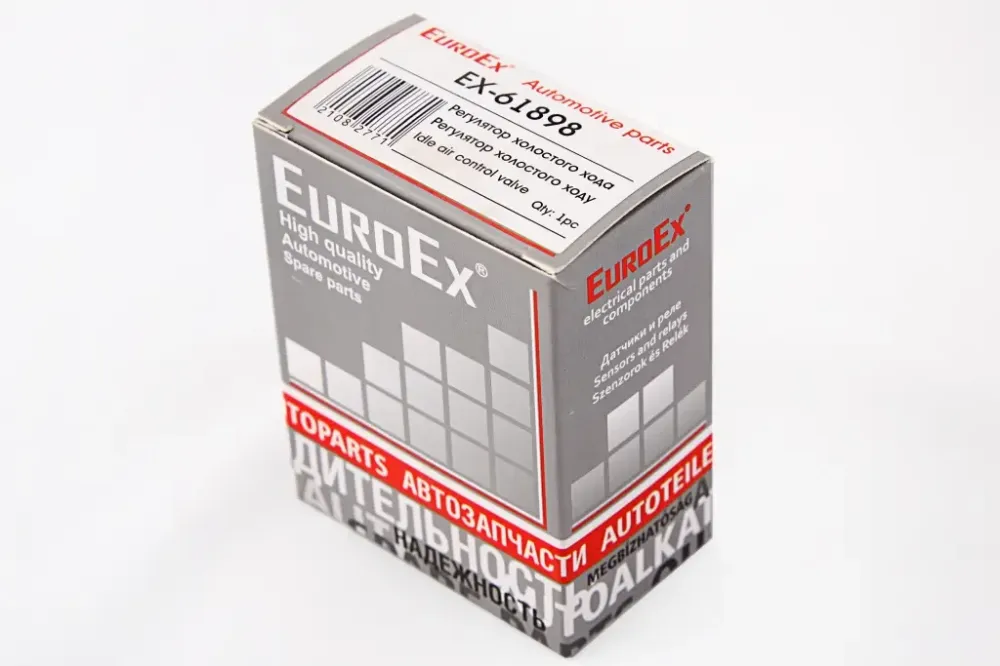 EUROEX® Automotive parts
EX-61898
21082771
Регулятор холостого хода
Регулятор холостого ходу
Idle air control valve
Qty: 1pc
EUROEX®
High quality
Automotive
Spare parts
EUROEX®
electrical parts and
components
Датчики и реле
Sensors and relays
Szenzorok és Relék
TOPARTS АВТОЗАПЧАСТИ AUTOTEILE
ДИТЕЛЬНОСТ
НАДЕЖНОСТЬ
MEGBÍZHATÓSÁG
ALKAT